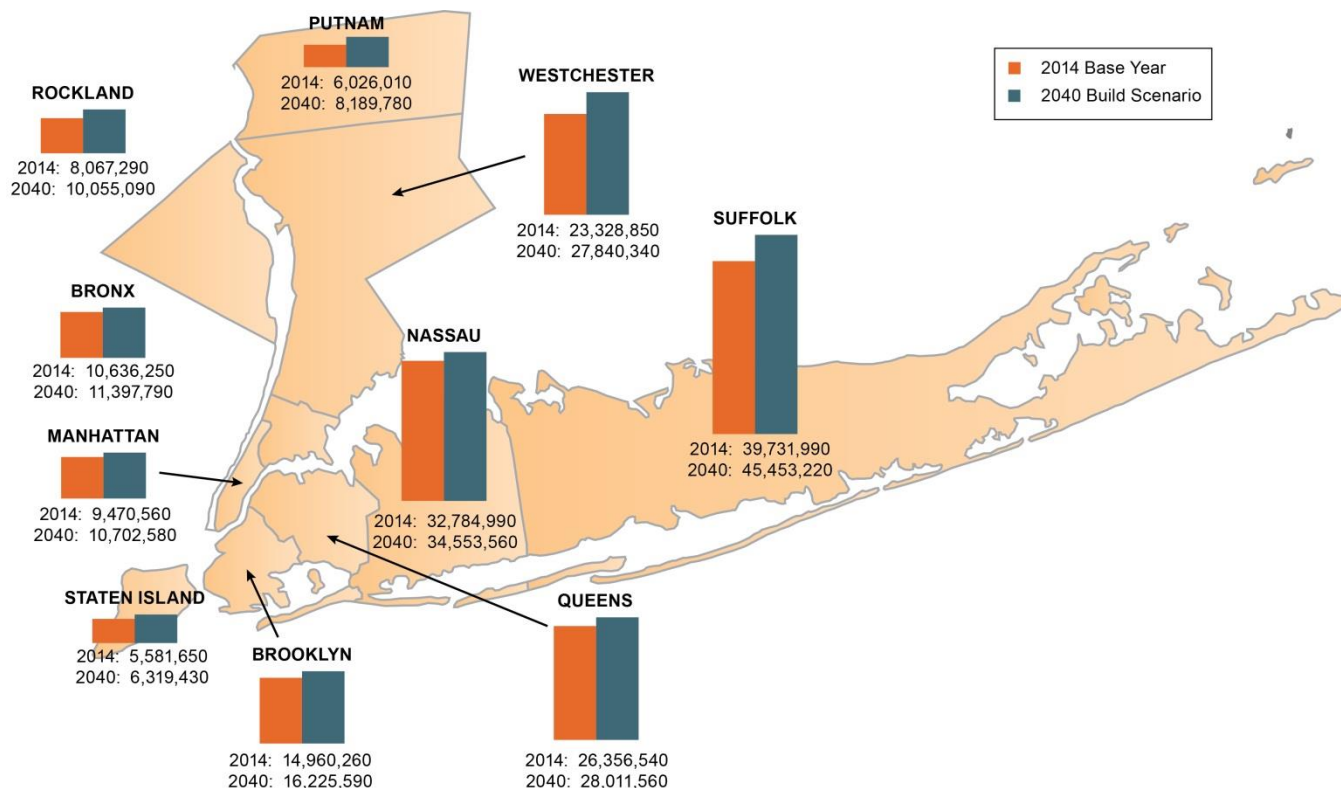 PUTNAM
2014: 6,026,010
2040: 8,189,780
WESTCHESTER
2014: 23,328,850
2040: 27,840,340
2014 Base Year
2040 Build Scenario
ROCKLAND
2014: 8,067,290
2040: 10,055,090
SUFFOLK
2014: 39,731,990
2040: 45,453,220
BRONX
2014: 10,636,250
2040: 11,397,790
NASSAU
2014: 32,784,990
2040: 34,553,560
MANHATTAN
2014: 9,470,560
2040: 10,702,580
STATEN ISLAND
2014: 5,581,650
2040: 6,319,430
BROOKLYN
2014: 14,960,260
2040: 16,225,590
QUEENS
2014: 26,356,540
2040: 28,011,560